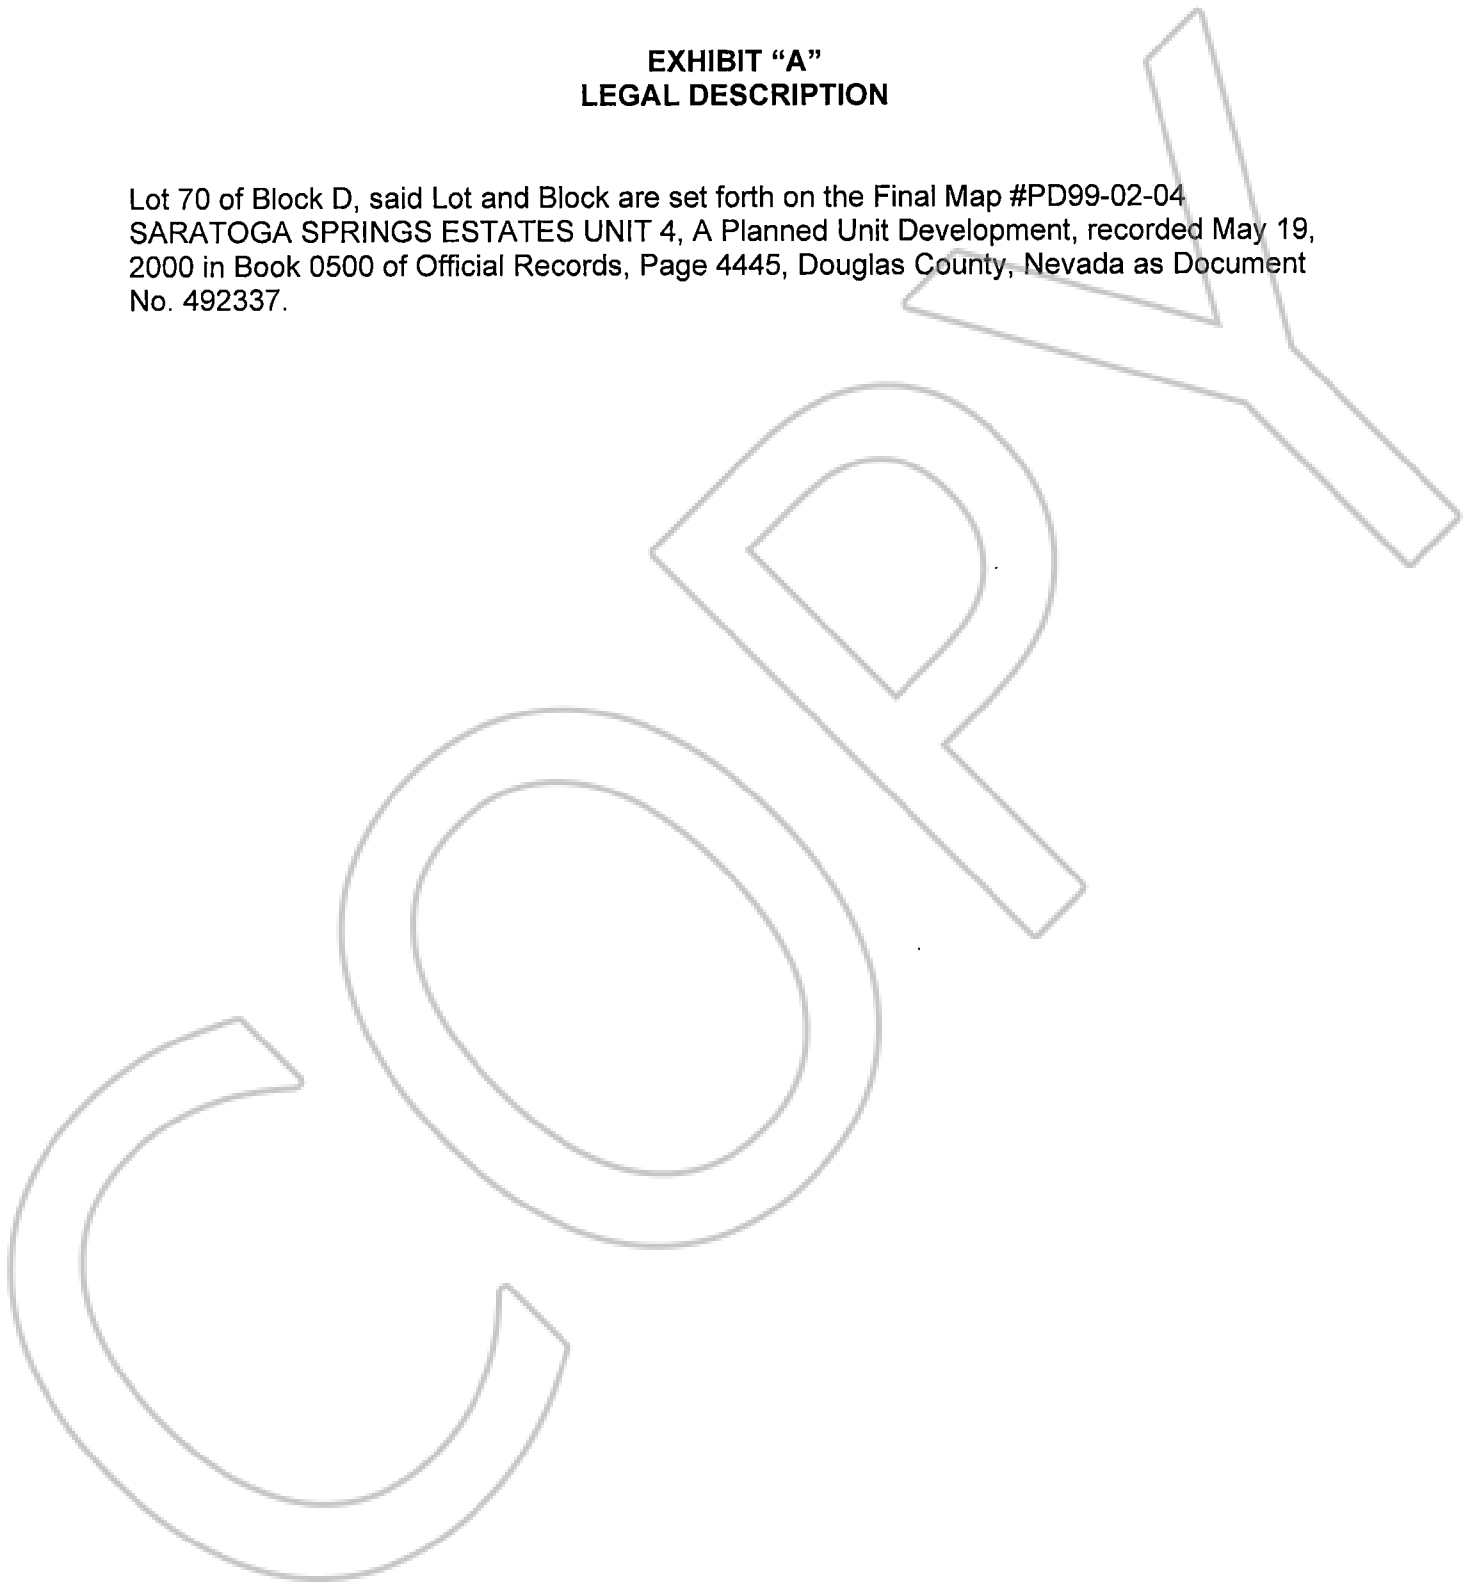 EXHIBIT “A”
LEGAL DESCRIPTION
Lot 70 of Block D, said Lot and Block are set forth on the Final Map #PD99-02-04
SARATOGA SPRINGS ESTATES UNIT 4, A Planned Unit Development, recorded May 19,
2000 in Book 0500 of Official Records, Page 4445, Douglas County, Nevada as Document
No. 492337.
COPY